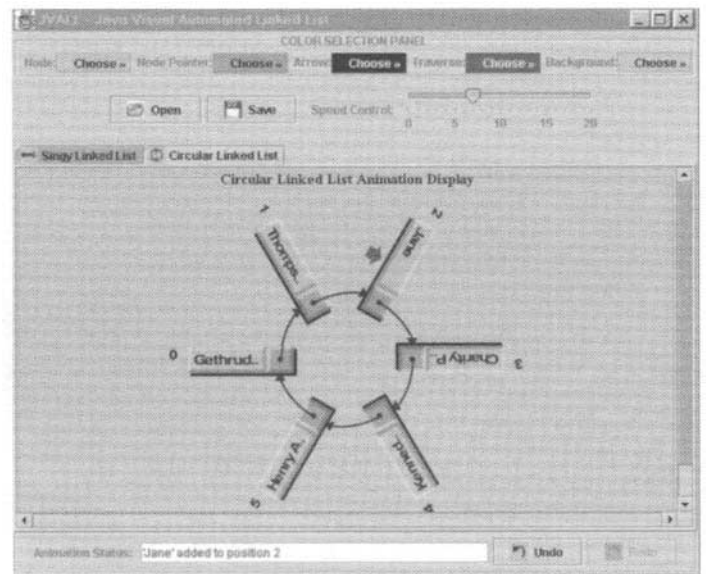 JVALL - Java Visual Automated Linked List
COLOR SELECTION PANEL
Node: Choose » Node Pointer: Choose » Arrow: Choose » Traverse: Choose » Background: Choose »
Open Save Speed Control:
0 5 10 15 20
Singy Linked List Circular Linked List
Circular Linked List Animation Display
1 Thomps..
2 Jane
0 Gethrud..
3 Charity P..
5 Henry A..
4 Kenned..
Animation Status: 'Jane' added to position 2 Undo Redo